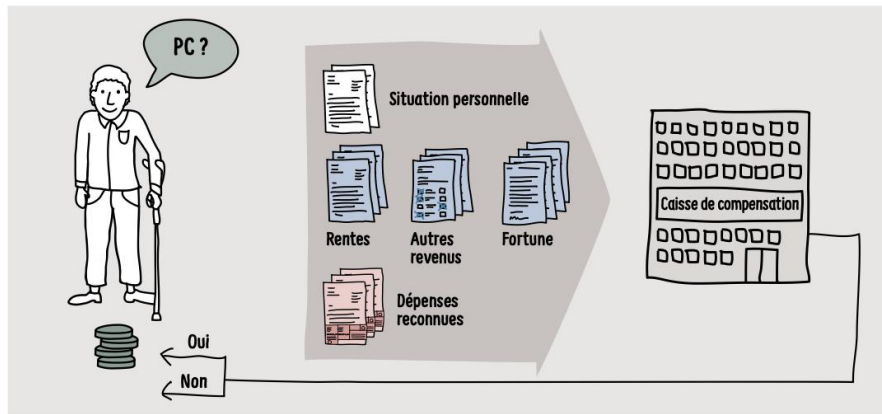 PC ?
Situation personnelle
Rentes
Autres
revenus
Fortune
Dépenses
reconnues
Caisse de compensation
Oui
Non